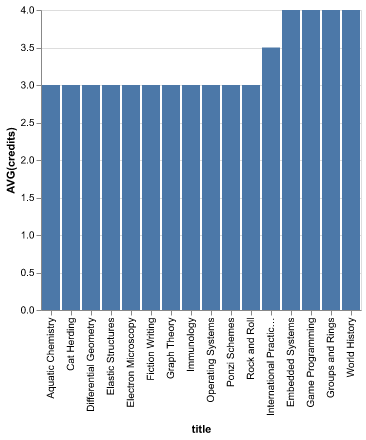 4.0
3.5
3.0
2.5
2.0
1.5
1.0
0.5
0.0
AVG(credits)
Aquatic Chemistry
Cat Herding
Differential Geometry
Elastic Structures
Electron Microscopy
Fiction Writing
Graph Theory
Immunology
Operating Systems
Ponzi Schemes
Rock and Roll
International Practic…
Embedded Systems
Game Programming
Groups and Rings
World History
title